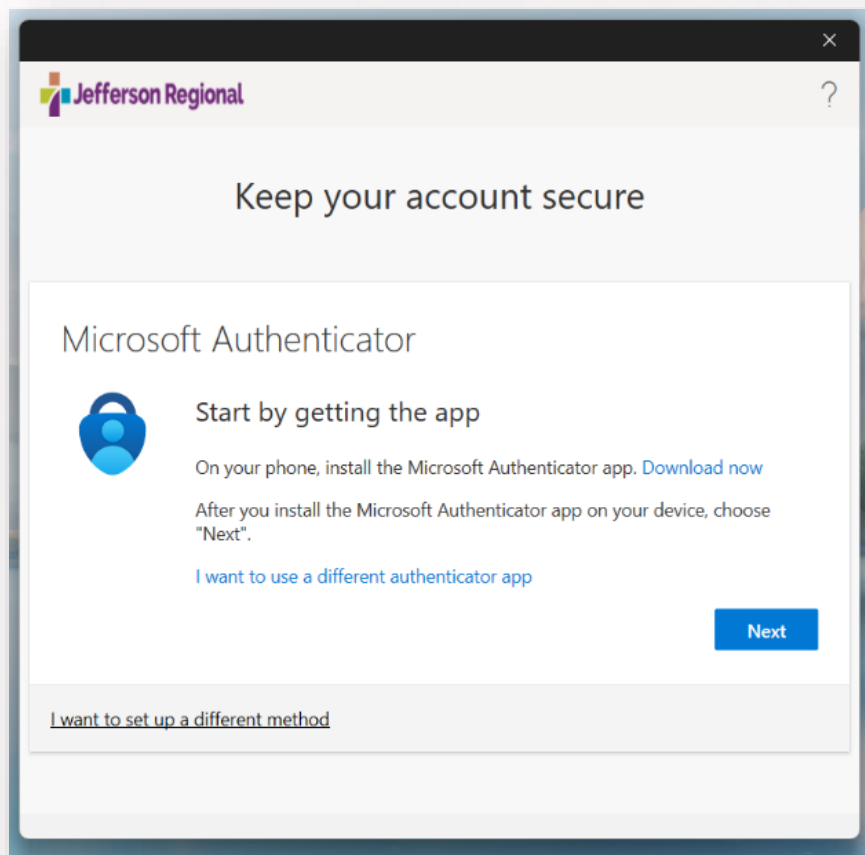 Jefferson Regional
?
Keep your account secure
Microsoft Authenticator
Start by getting the app
On your phone, install the Microsoft Authenticator app. Download now
After you install the Microsoft Authenticator app on your device, choose
"Next".
I want to use a different authenticator app
Next
I want to set up a different method